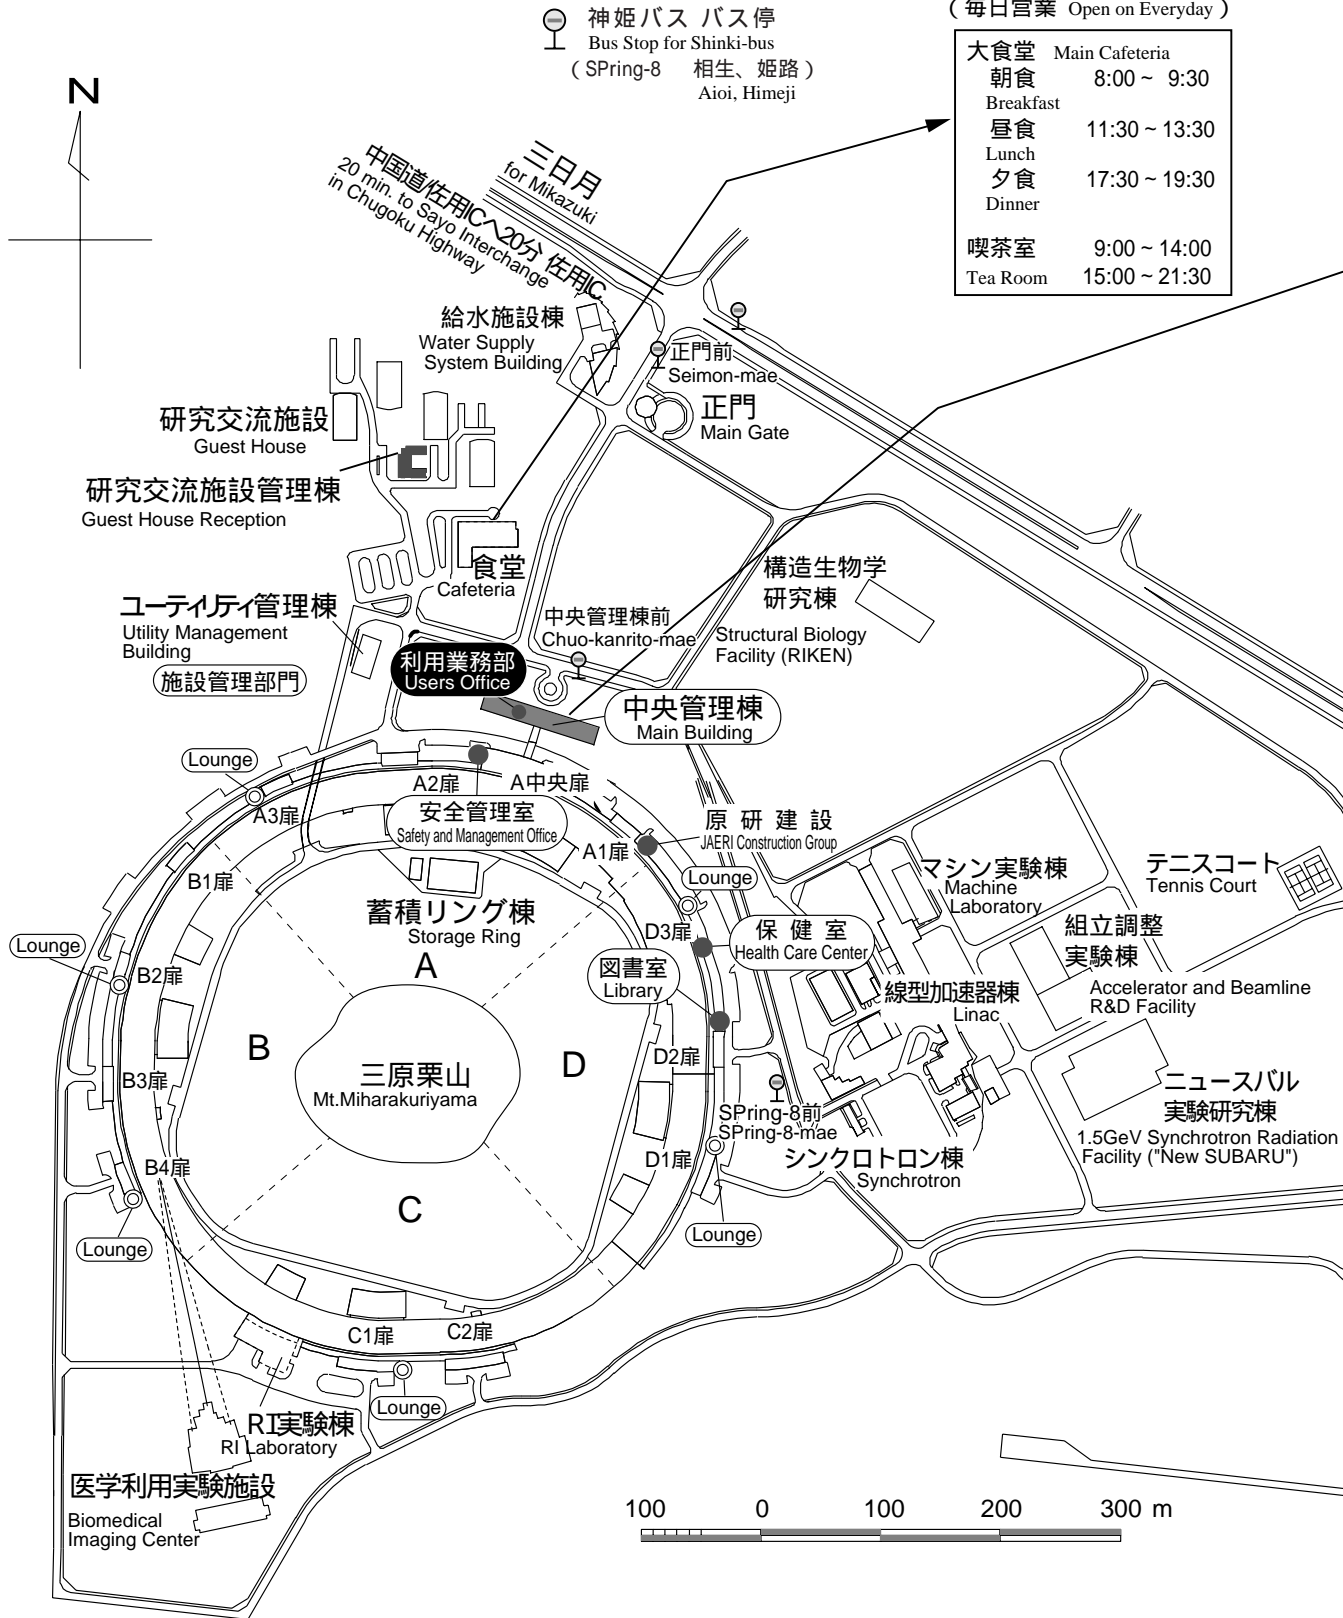 神姫バス バス停
Bus Stop for Shinki-bus
(SPring-8 相生、姫路)
Aioi, Himeji
(毎日営業 Open on Everyday)
大食堂 Main Cafeteria
朝食 8:00 ~ 9:30
Breakfast
昼食 11:30 ~ 13:30
Lunch
夕食 17:30 ~ 19:30
Dinner
喫茶室 9:00 ~ 14:00
Tea Room 15:00 ~ 21:30
N
三日月
for Mikazuki
中国道佐用ICへ20分 佐用IC
20 min. to Sayo Interchange
in Chugoku Highway
給水施設棟
Water Supply
System Building
正門前
Seimon-mae
正門
Main Gate
研究交流施設
Guest House
研究交流施設管理棟
Guest House Reception
食堂
Cafeteria
構造生物学
研究棟
Structural Biology
Facility (RIKEN)
ユーティリティ管理棟
Utility Management
Building
施設管理部門
中央管理棟前
Chuo-kanrito-mae
利用業務部
Users Office
中央管理棟
Main Building
Lounge
A2扉
A中央扉
A3扉
安全管理室
Safety and Management Office
A1扉
原研建設
JAERI Construction Group
Lounge
B1扉
蓄積リング棟
Storage Ring
A
マシン実験棟
Machine
Laboratory
テニスコート
Tennis Court
D3扉
保健室
Health Care Center
組立調整
実験棟
Accelerator and Beamline
R&D Facility
Lounge
B2扉
図書室
Library
線型加速器棟
Linac
B
三原栗山
Mt.Miharakuriyama
D
D2扉
B3扉
SPring-8前
SPring-8-mae
ニュースバル
実験研究棟
1.5GeV Synchrotron Radiation
Facility ("New SUBARU")
D1扉
シンクロトロン棟
Synchrotron
B4扉
C
Lounge
Lounge
C1扉
C2扉
Lounge
RI実験棟
RI Laboratory
医学利用実験施設
Biomedical
Imaging Center
100 0 100 200 300 m